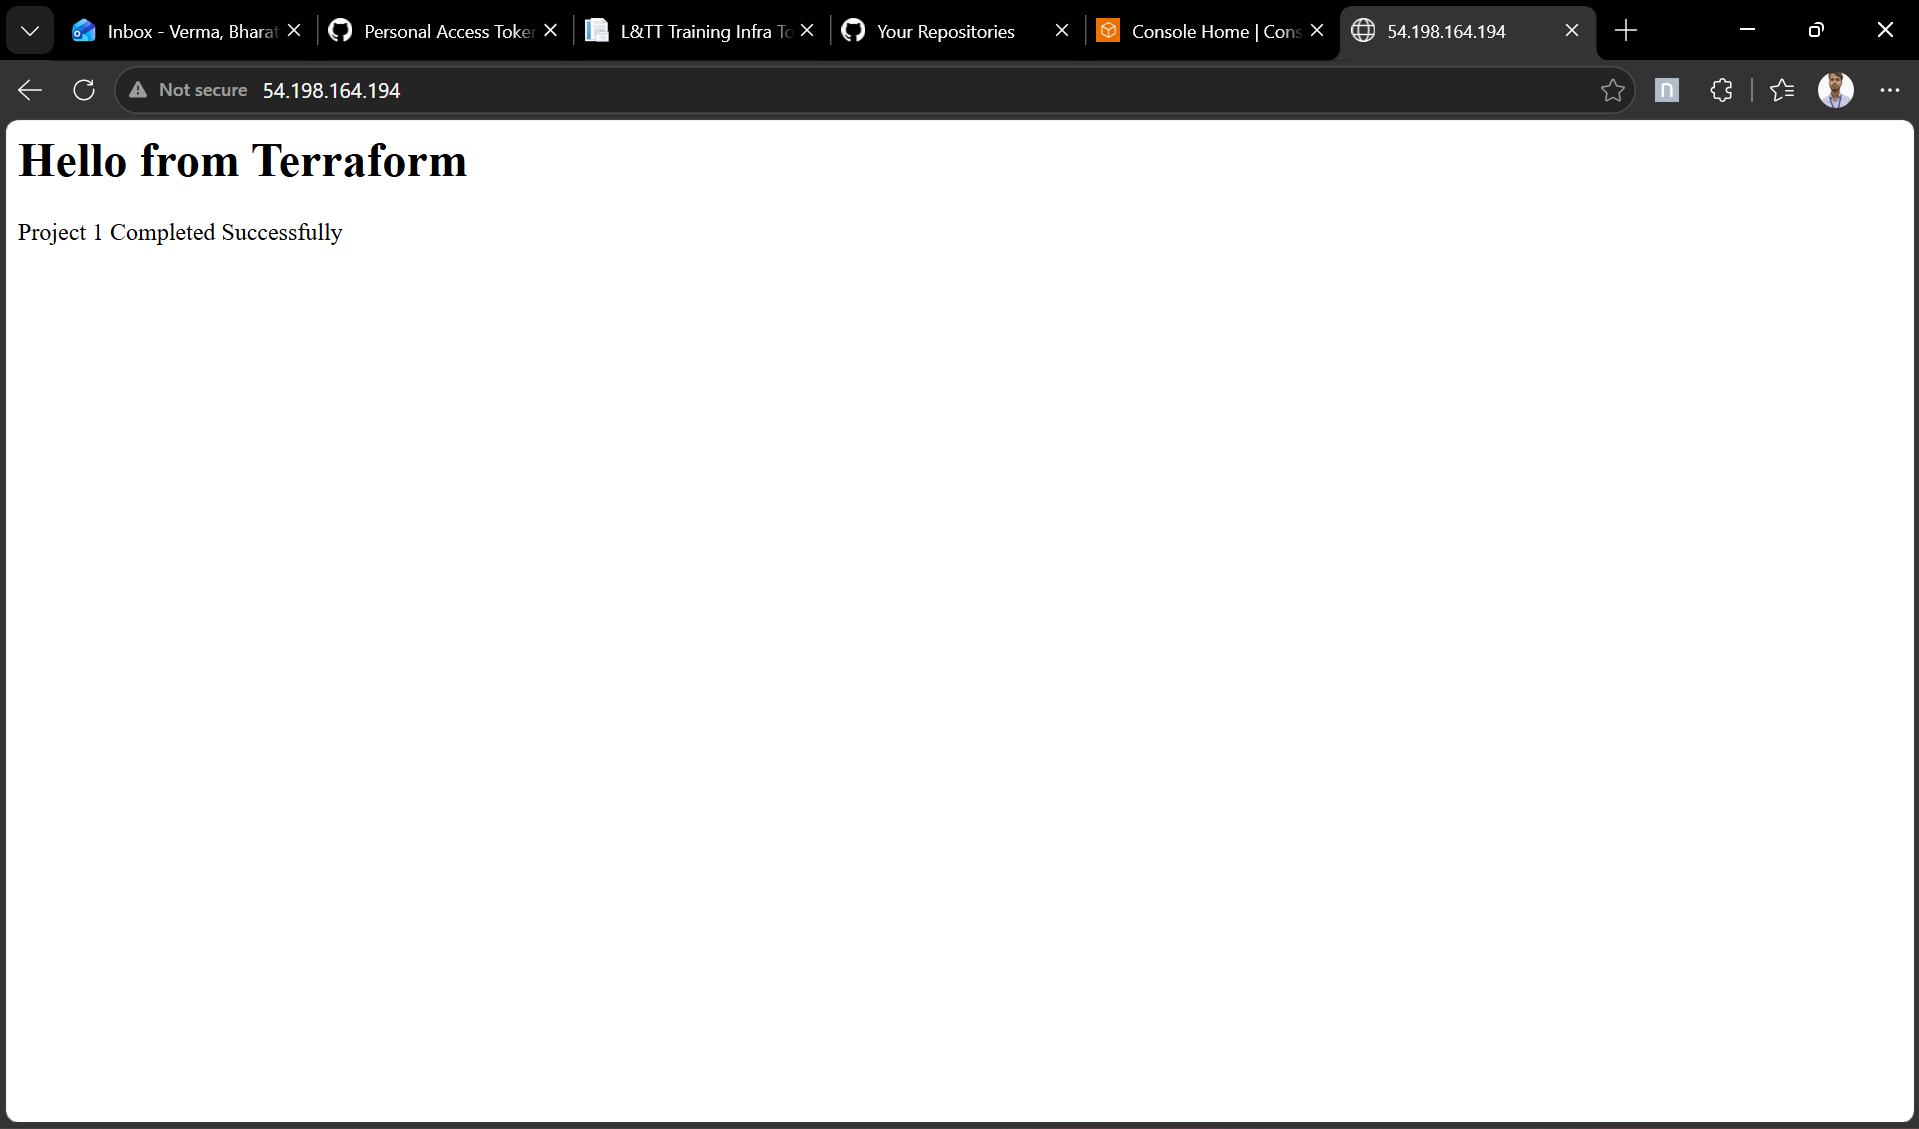 Inbox - Verma, Bharat
Personal Access Token
L&TT Training Infra To
Your Repositories
Console Home | Cons
54.198.164.194
Not secure 54.198.164.194
n
Hello from Terraform
Project 1 Completed Successfully